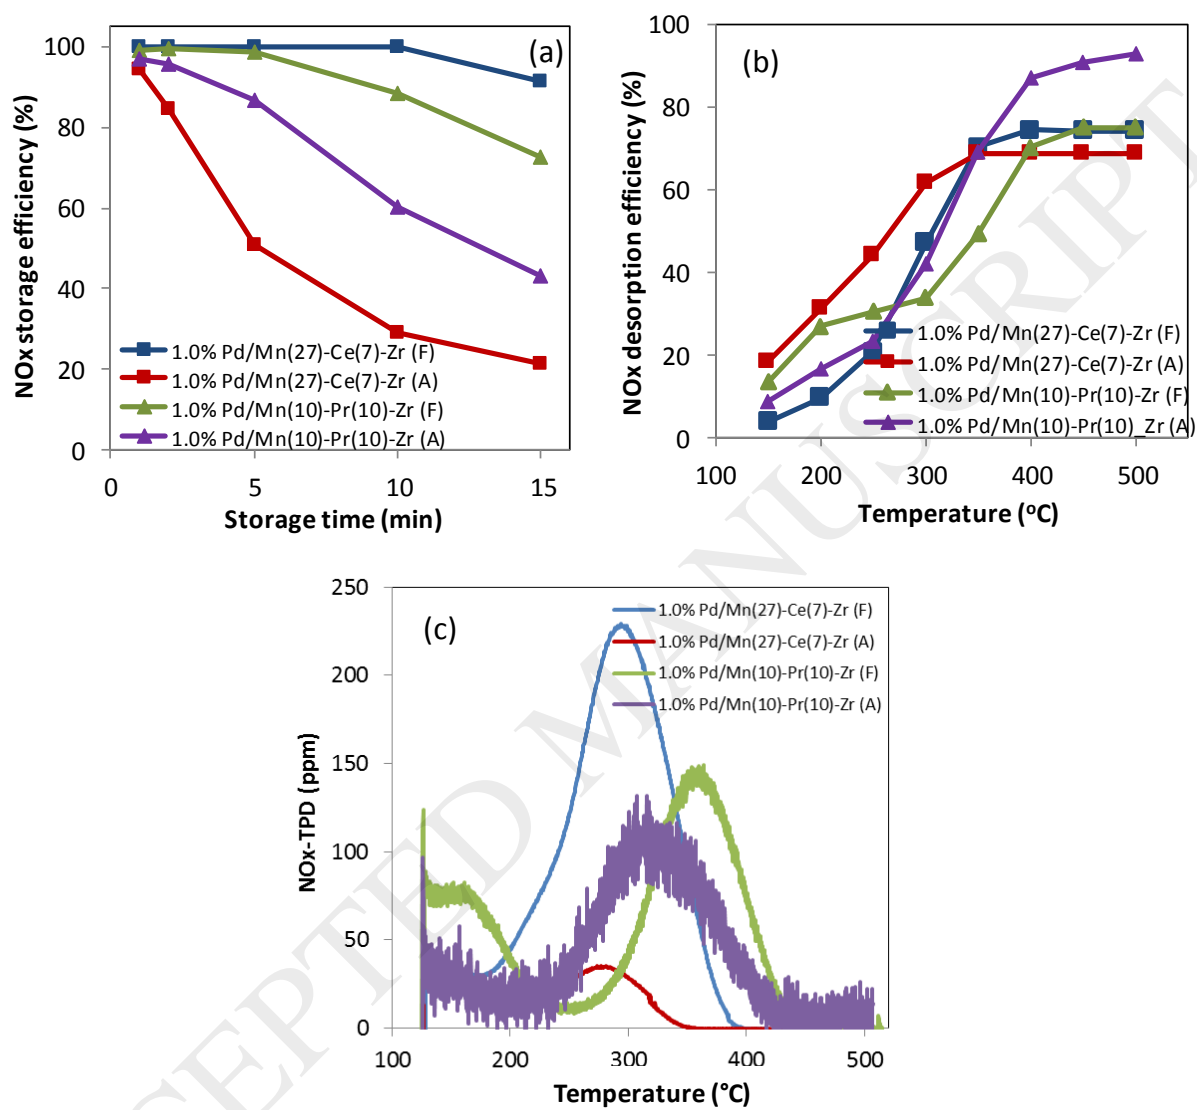 (a)
NOx storage efficiency (%)
100
80
60
40
20
0
1.0% Pd/Mn(27)-Ce(7)-Zr (F)
1.0% Pd/Mn(27)-Ce(7)-Zr (A)
1.0% Pd/Mn(10)-Pr(10)-Zr (F)
1.0% Pd/Mn(10)-Pr(10)-Zr (A)
0 5 10 15
Storage time (min)
(b)
NOx desorption efficiency (%)
100
80
60
40
20
0
1.0% Pd/Mn(27)-Ce(7)-Zr (F)
1.0% Pd/Mn(27)-Ce(7)-Zr (A)
1.0% Pd/Mn(10)-Pr(10)-Zr (F)
1.0% Pd/Mn(10)-Pr(10)_Zr (A)
100 200 300 400 500
Temperature (°C)
(c)
NOx-TPD (ppm)
250
200
150
100
50
0
1.0% Pd/Mn(27)-Ce(7)-Zr (F)
1.0% Pd/Mn(27)-Ce(7)-Zr (A)
1.0% Pd/Mn(10)-Pr(10)-Zr (F)
1.0% Pd/Mn(10)-Pr(10)-Zr (A)
100 200 300 400 500
Temperature (°C)
CEPTED MANUSCRIPT